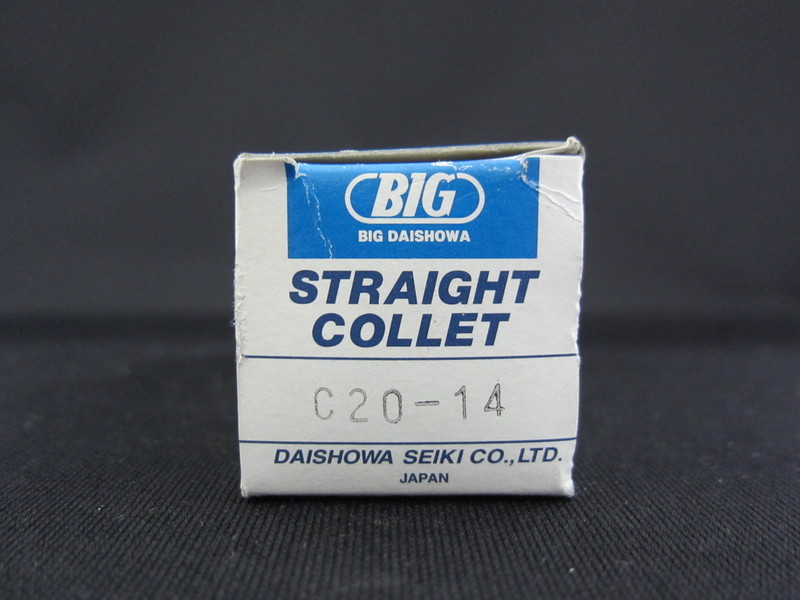 BIG
BIG DAISHOWA
STRAIGHT
COLLET
C20-14
DAISHOWA SEIKI CO.,LTD.
JAPAN